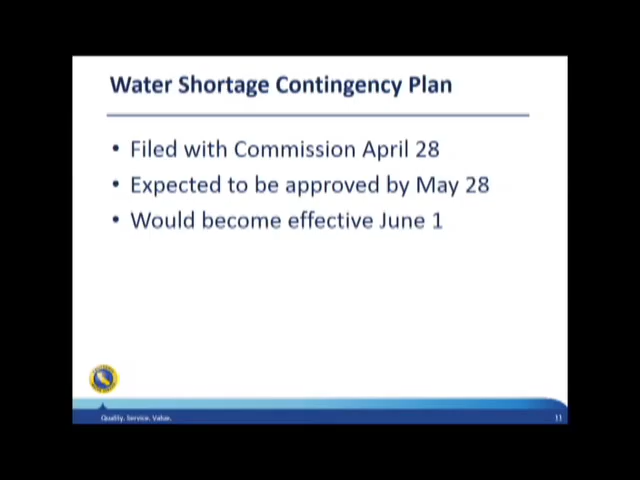 Water Shortage Contingency Plan
• Filed with Commission April 28
• Expected to be approved by May 28
• Would become effective June 1
Quality. Service. Value.
11